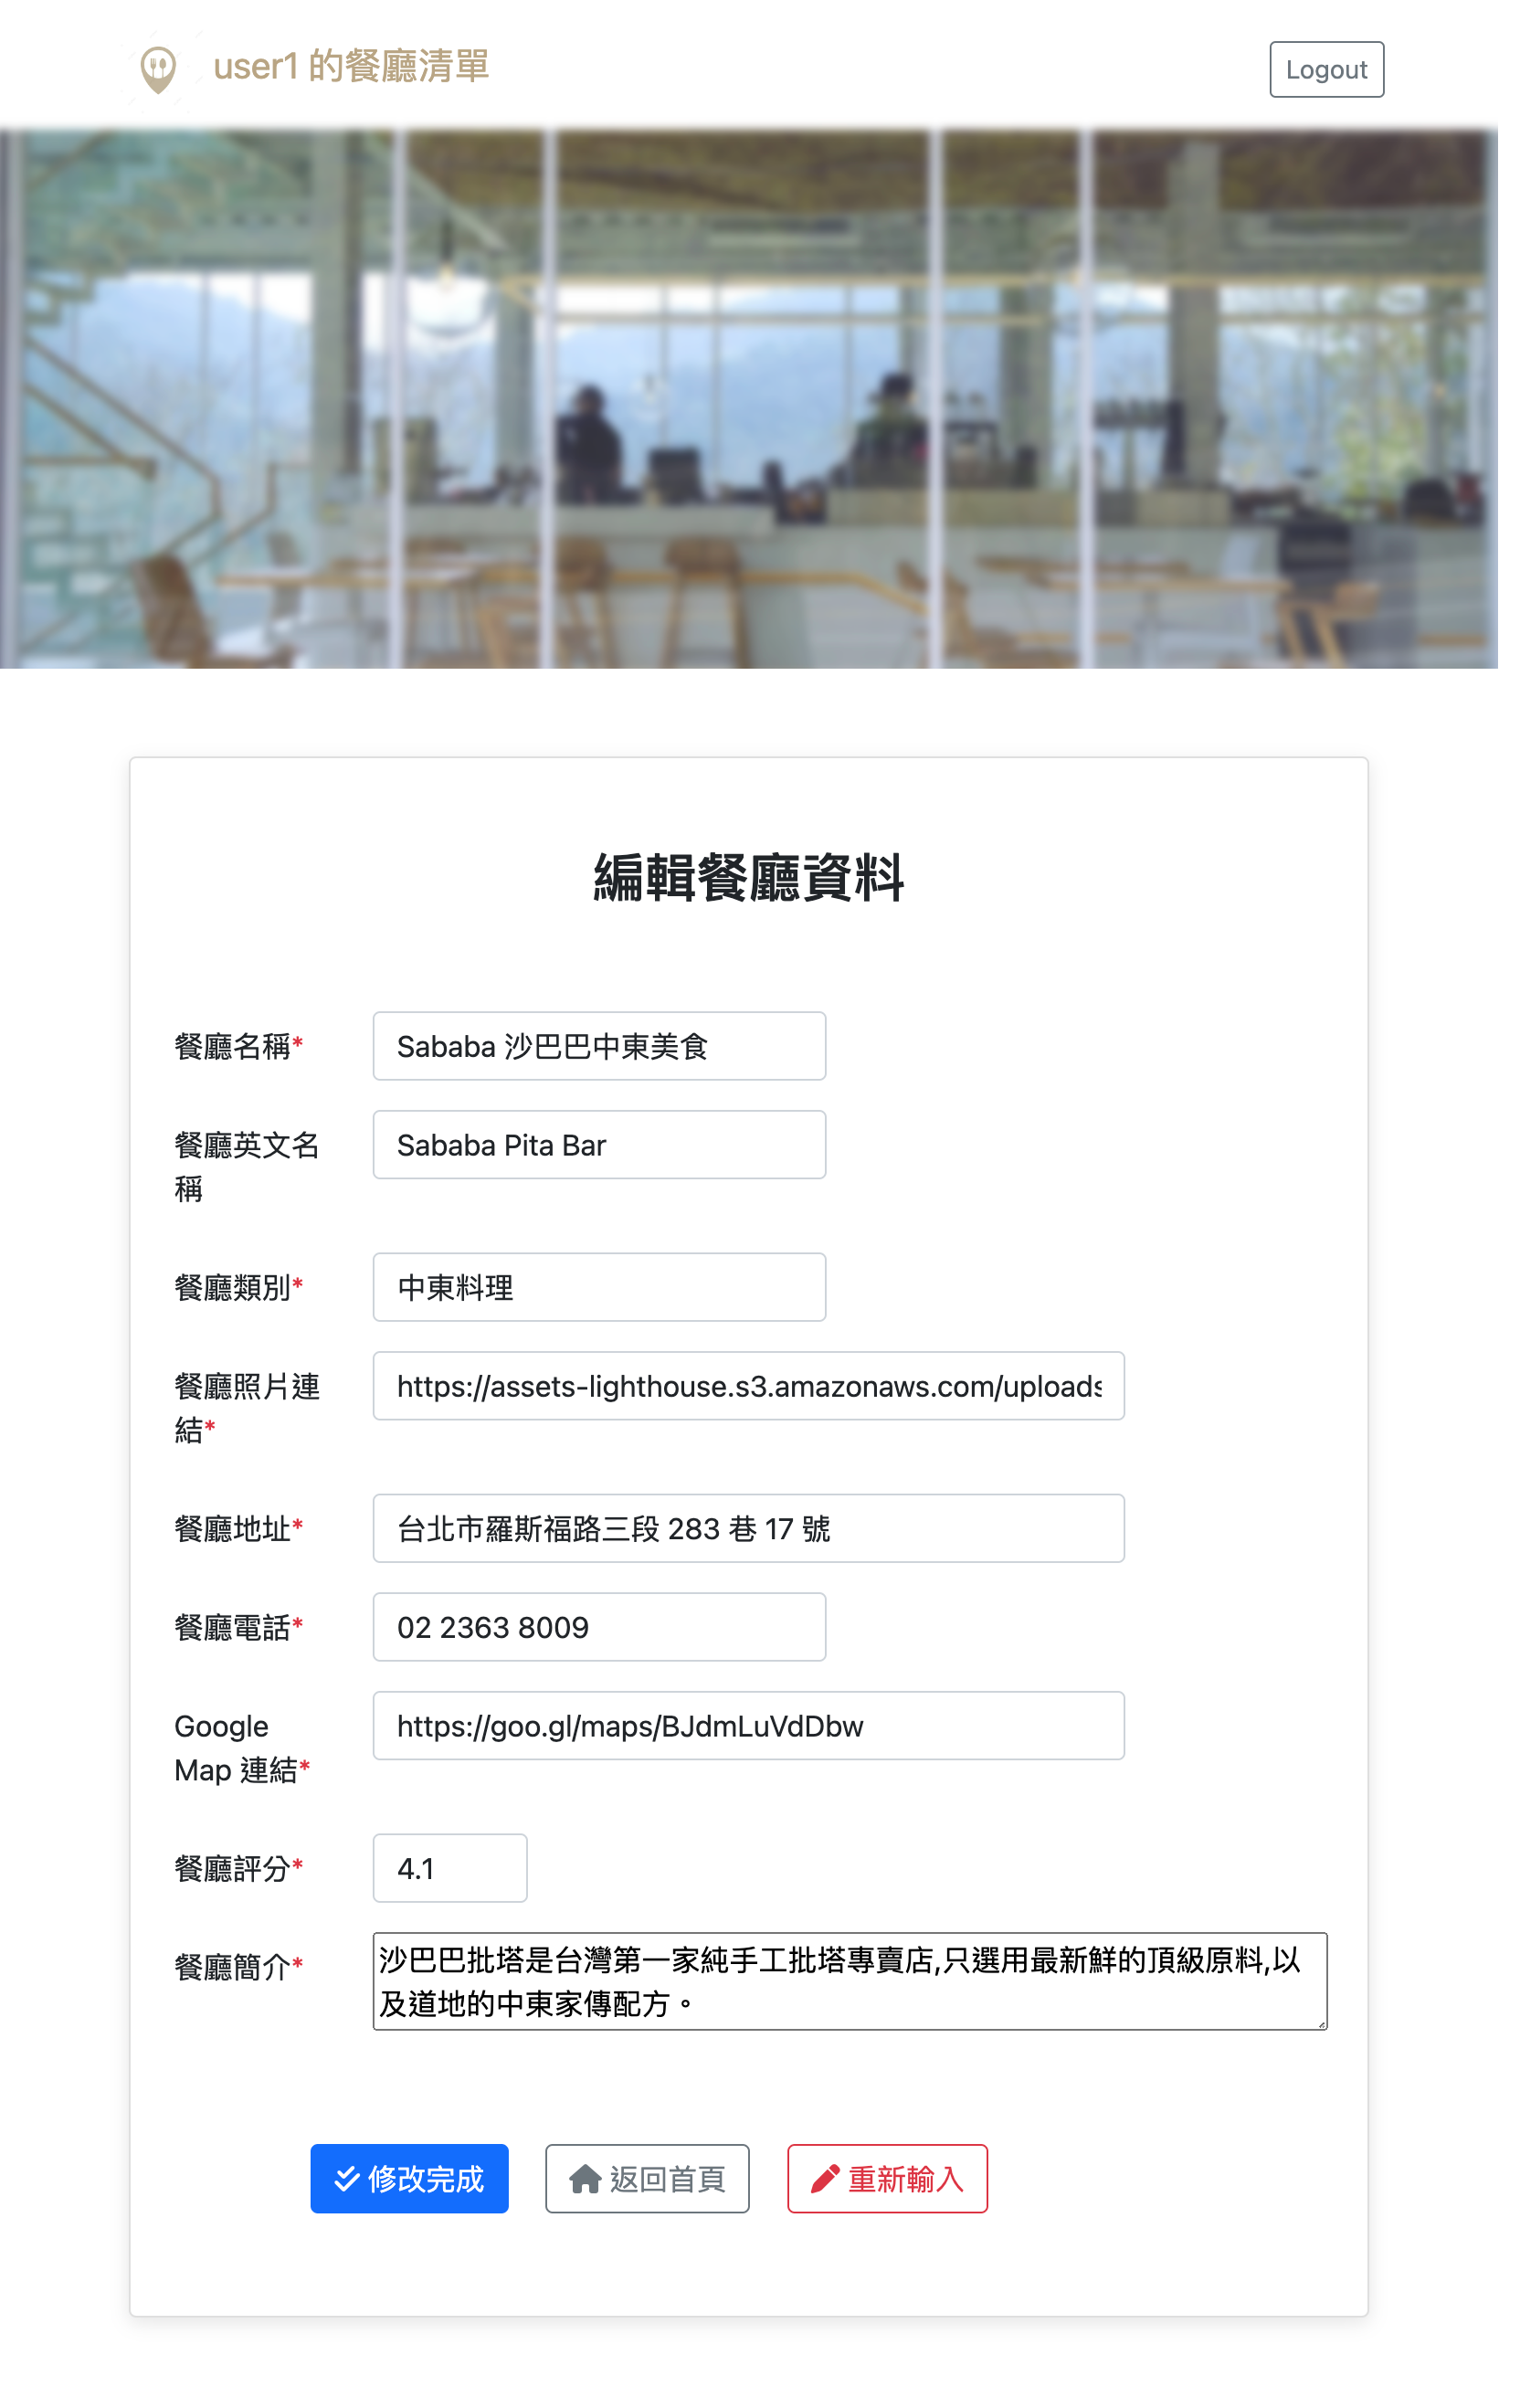 user1 的餐廳清單
Logout
編輯餐廳資料
餐廳名稱*
Sababa 沙巴巴中東美食
餐廳英文名
稱
Sababa Pita Bar
餐廳類別*
中東料理
餐廳照片連
結*
https://assets-lighthouse.s3.amazonaws.com/uploads
餐廳地址*
台北市羅斯福路三段 283 巷 17 號
餐廳電話*
02 2363 8009
Google
Map 連結*
https://goo.gl/maps/BJdmLuVdDbw
餐廳評分*
4.1
餐廳簡介*
沙巴巴批塔是台灣第一家純手工批塔專賣店,只選用最新鮮的頂級原料,以
及道地的中東家傳配方。
修改完成
返回首頁
重新輸入